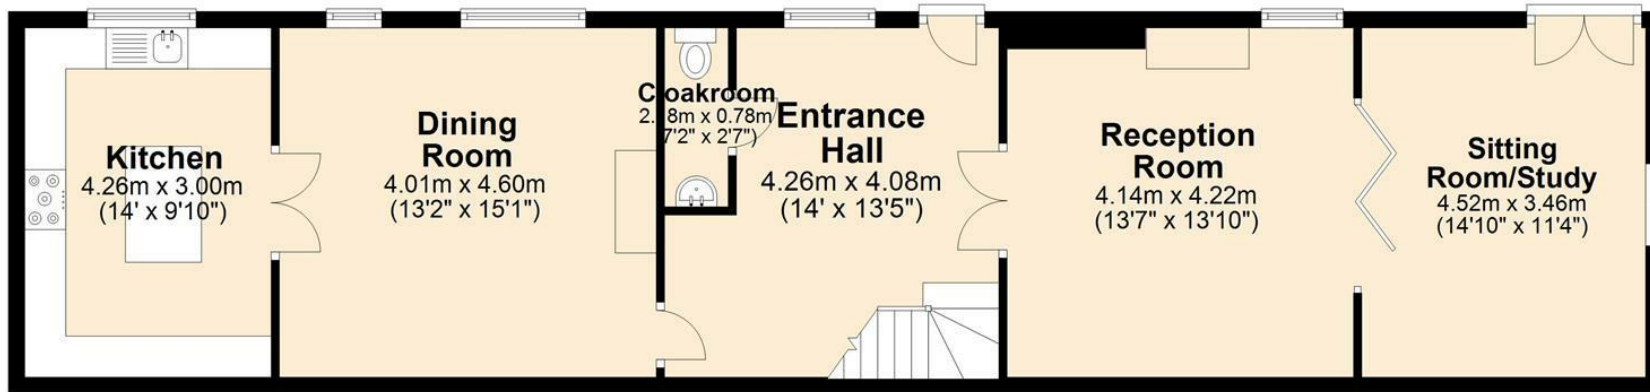 Kitchen
4.26m x 3.00m
(14' x 9'10")
Dining
Room
4.01m x 4.60m
(13'2" x 15'1")
Cloakroom
x 0.78m
7'2" x 2'7")
Entrance
Hall
4.26m x 4.08m
(14' x 13'5")
Reception
Room
4.14m x 4.22m
(13'7" x 13'10")
Sitting
Room/Study
4.52m x 3.46m
(14'10" x 11'4")